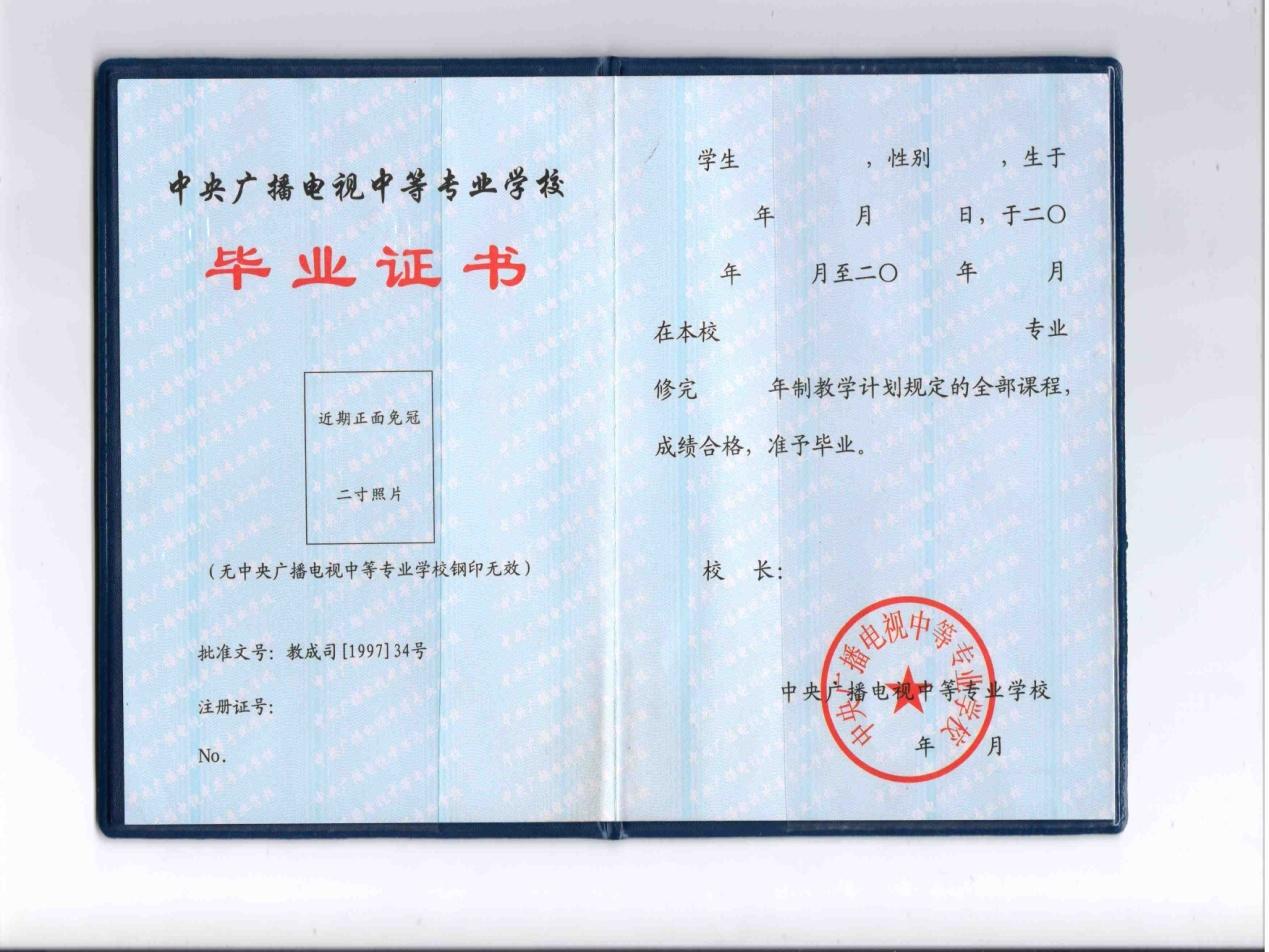 中央广播电视中等专业学校
毕业证书
近期正面免冠
二寸照片
（无中央广播电视中等专业学校钢印无效）
批准文号：教成司[1997]34号
注册证号：
No.
学生 ，性别 ，生于
年 月 日，于二〇
年 月至二〇 年 月
在本校 专业
修完 年制教学计划规定的全部课程，
成绩合格，准予毕业。
校 长：
中央广播电视中等专业学校
中央广播电视中等专业学校
年 月